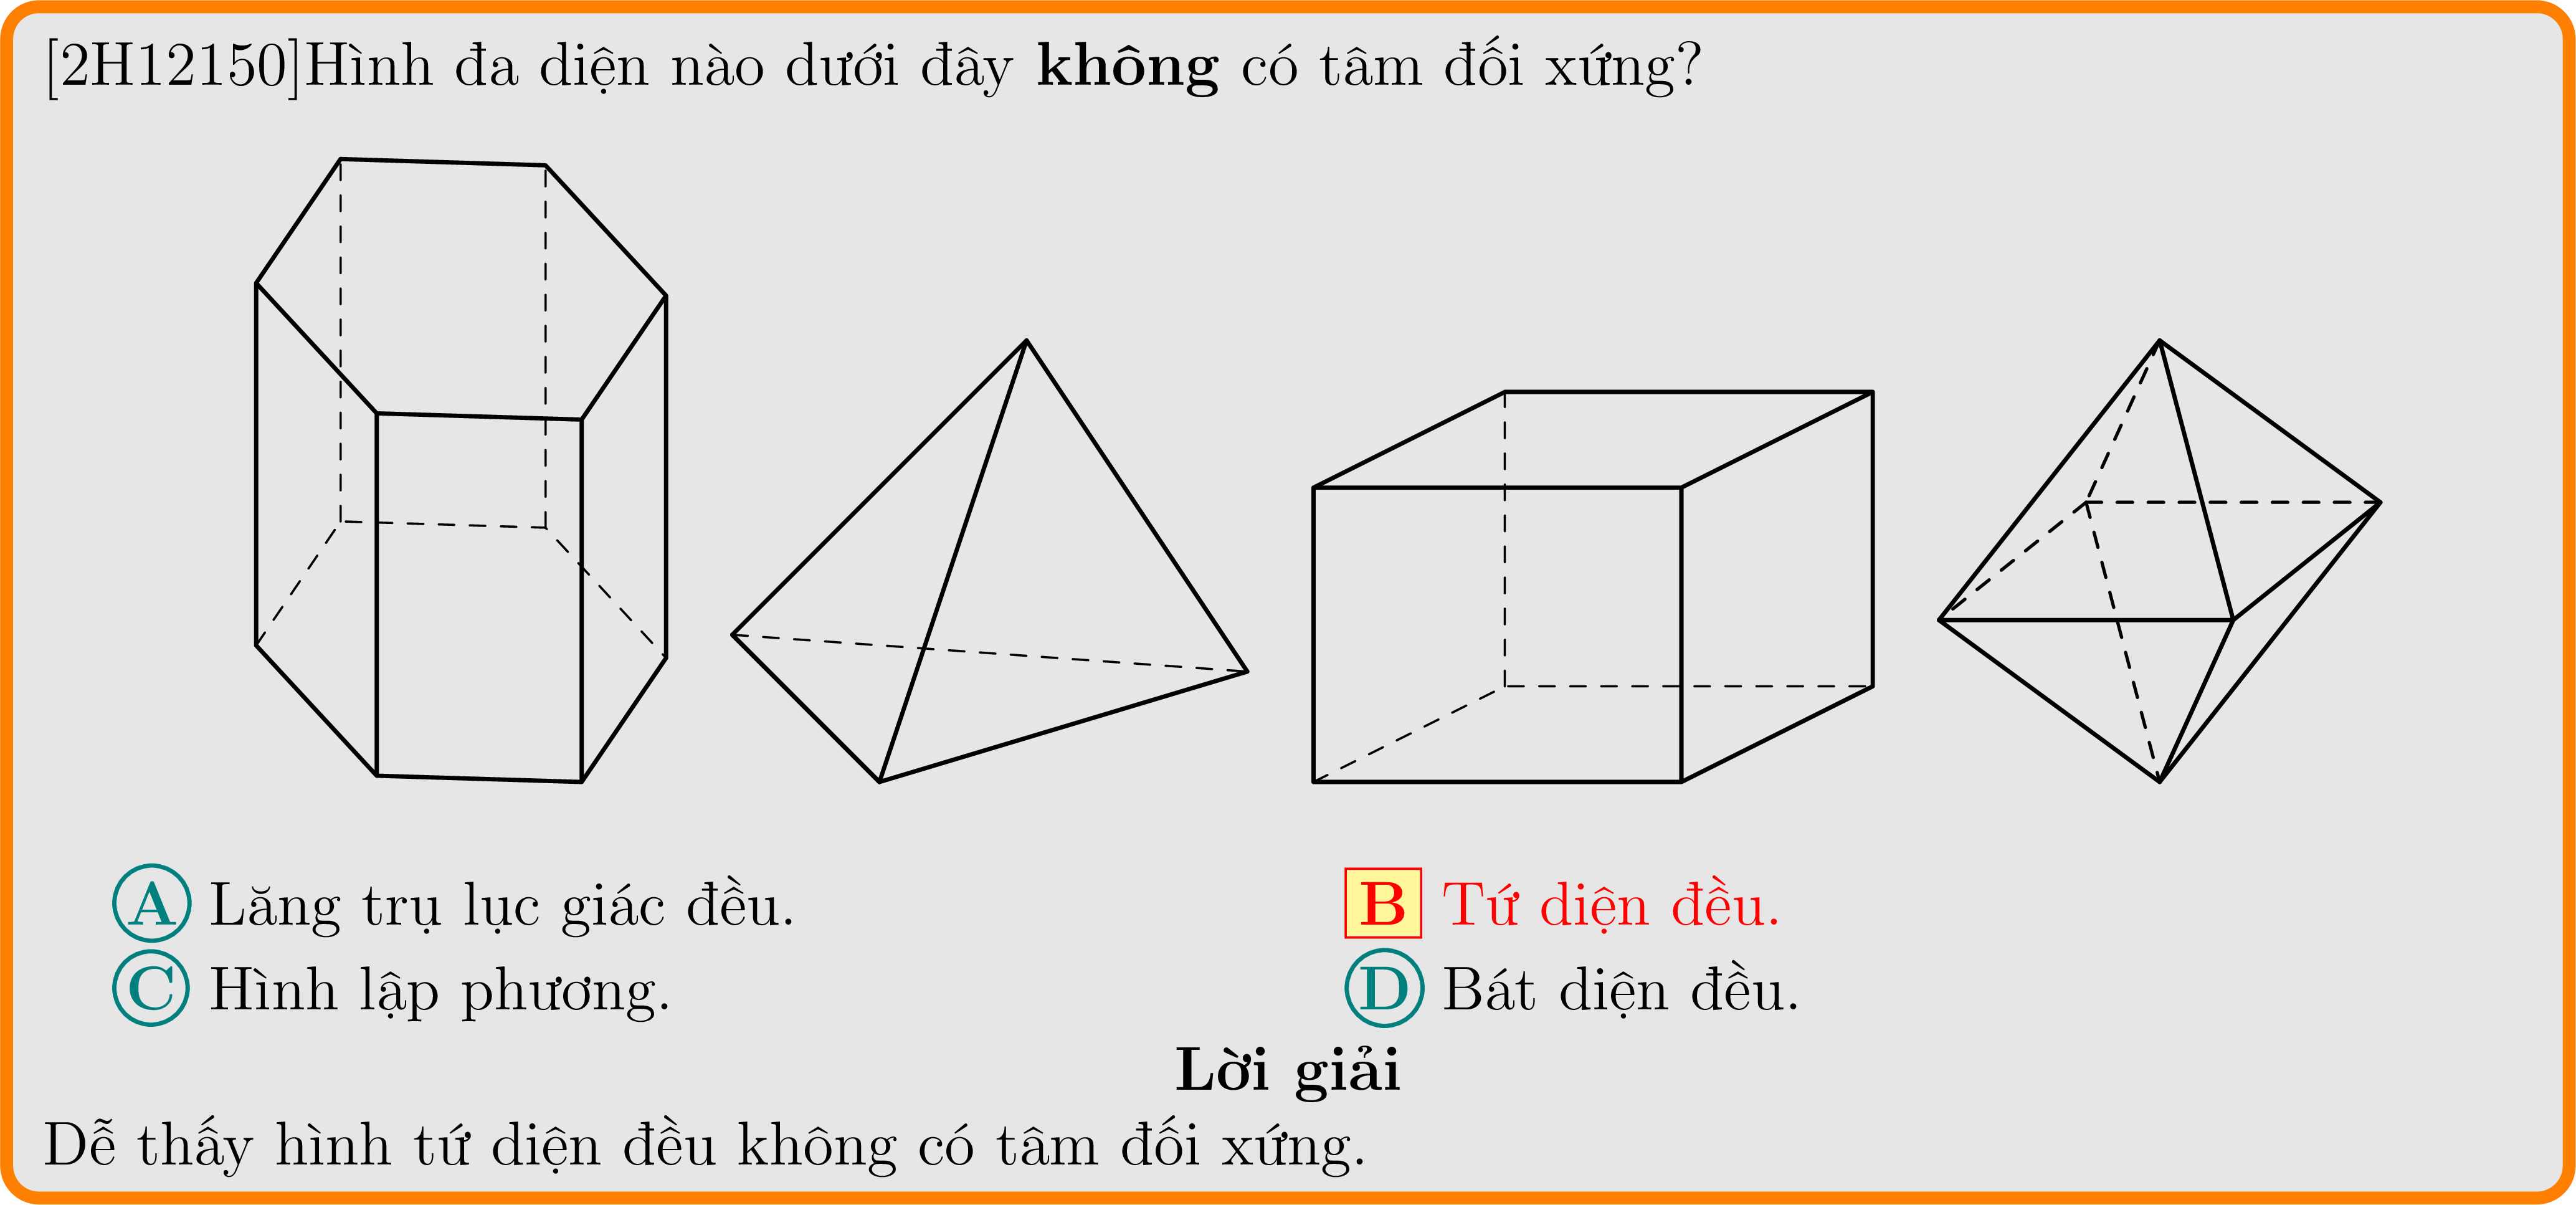 [2H12150]Hình đa diện nào dưới đây không có tâm đối xứng?
A Lăng trụ lục giác đều.
B Tứ diện đều.
C Hình lập phương.
D Bát diện đều.
Lời giải
Dễ thấy hình tứ diện đều không có tâm đối xứng.